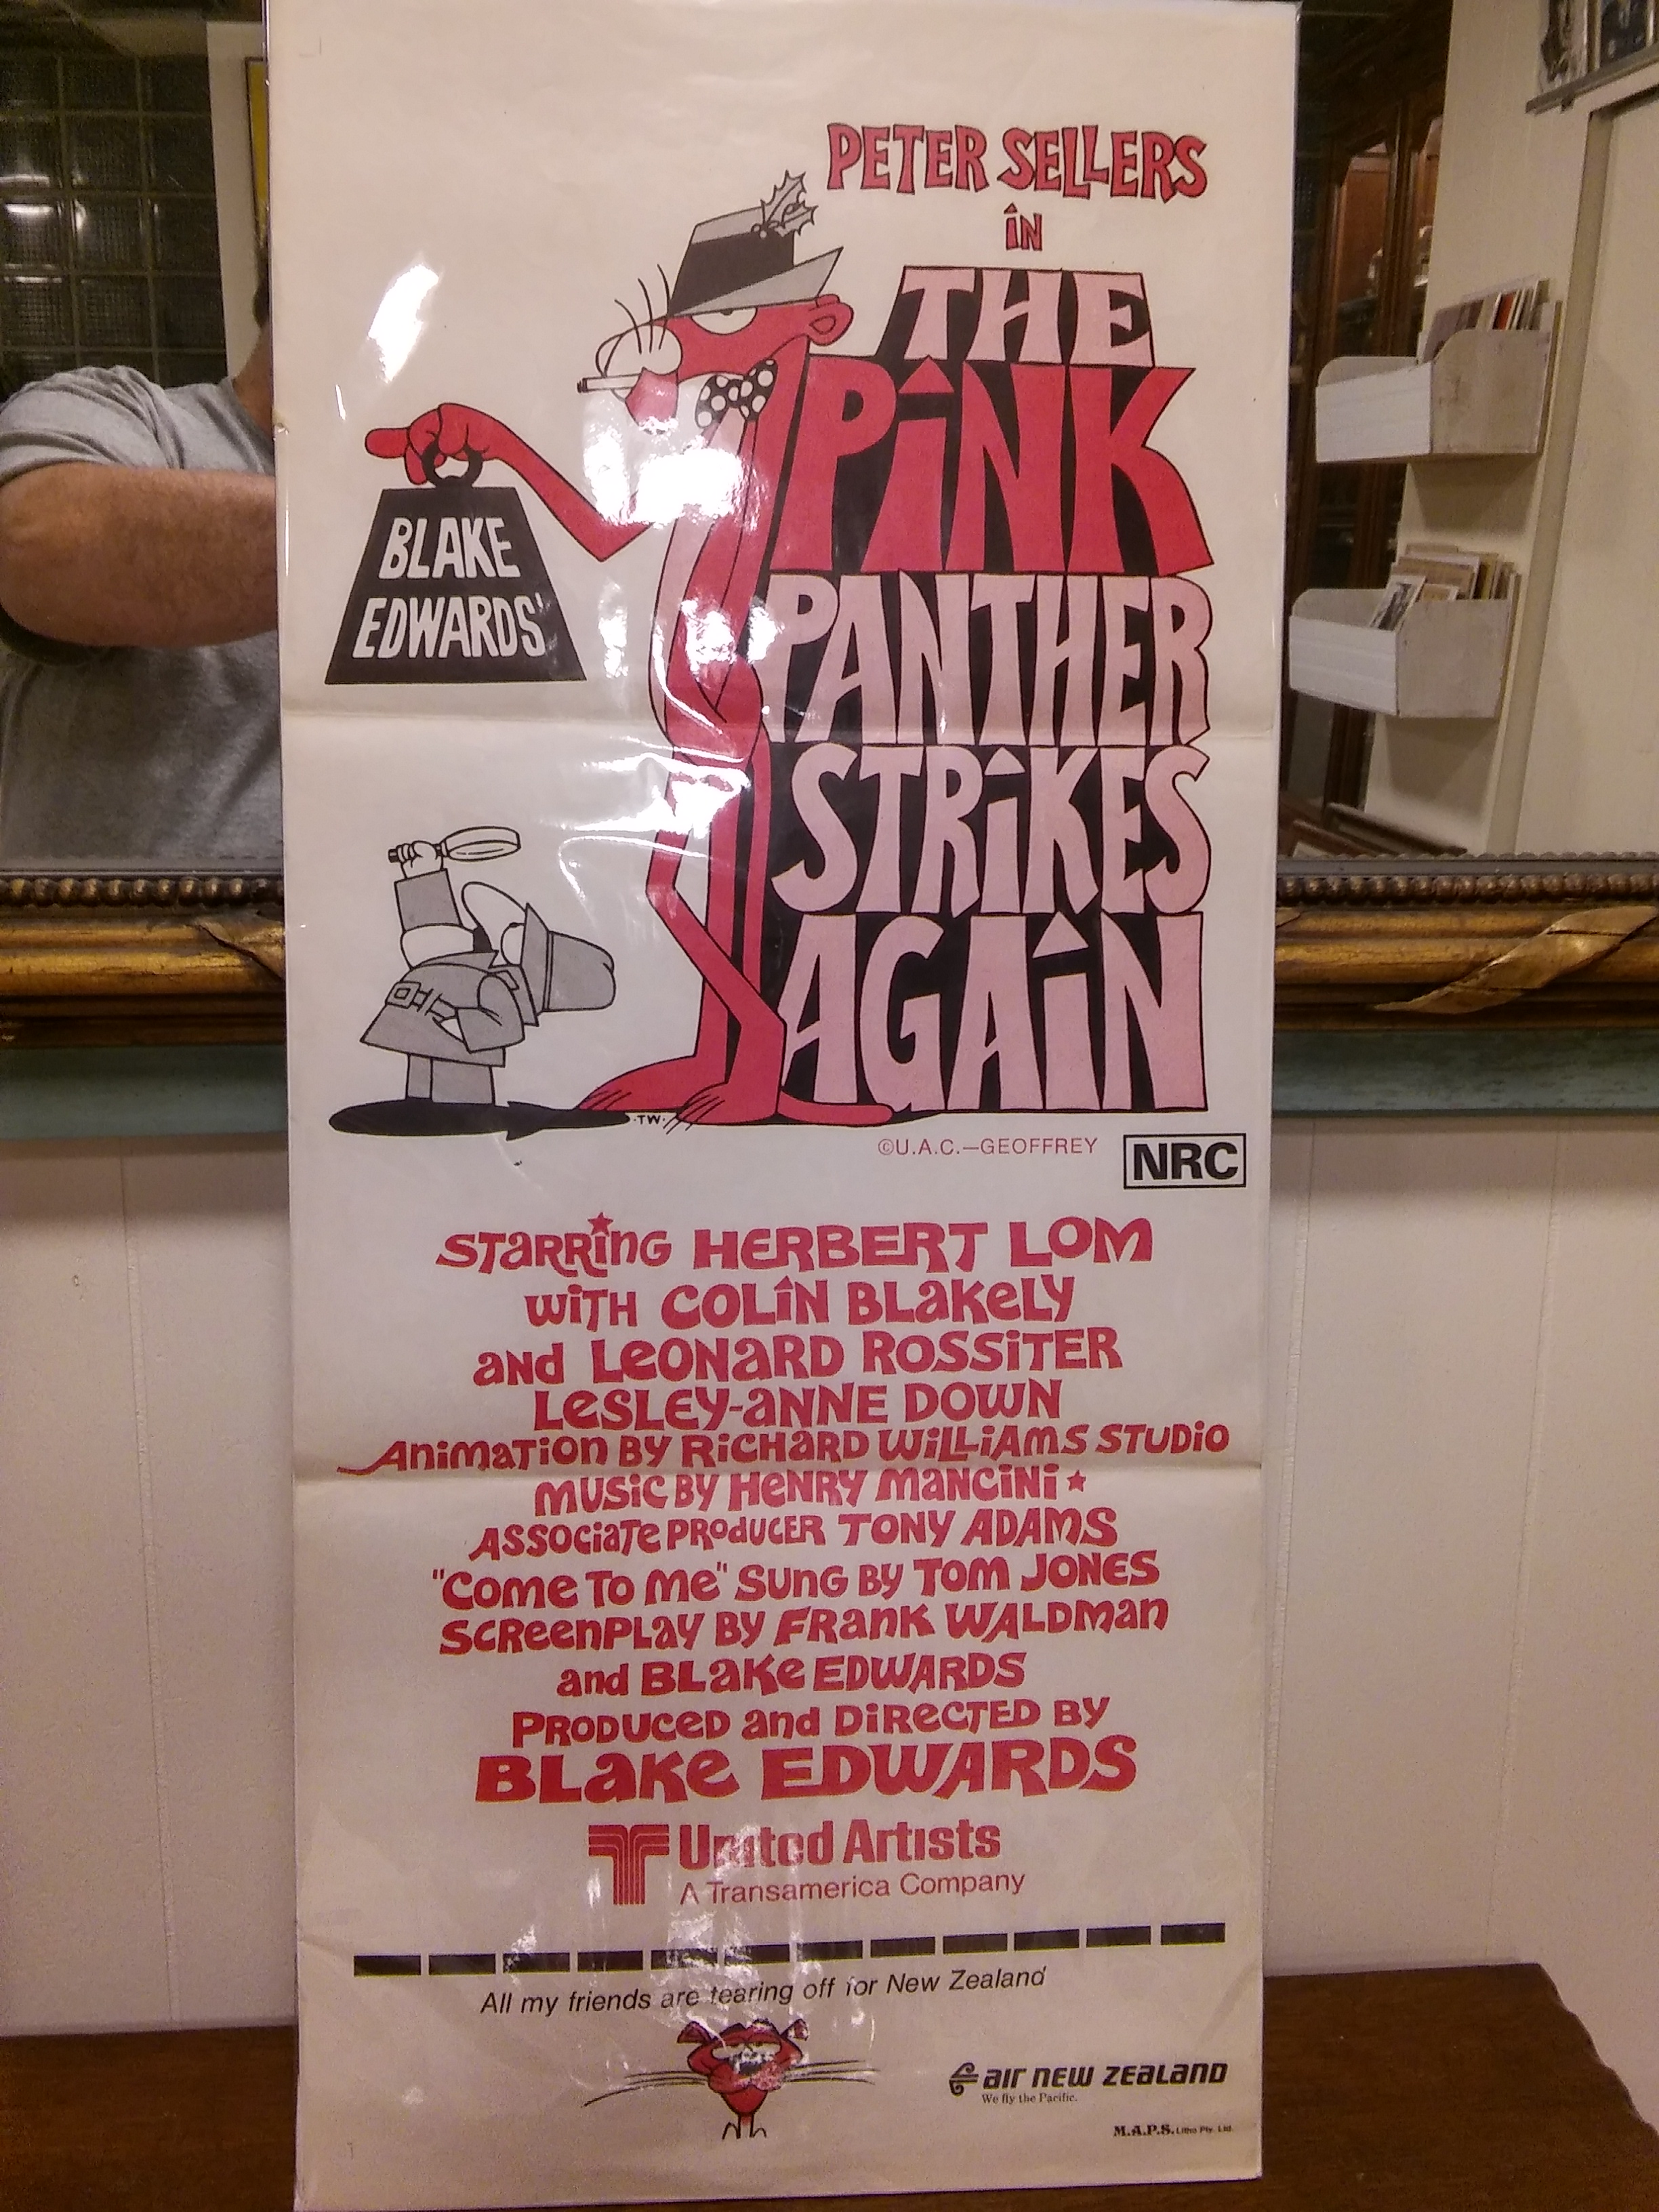 PETER SELLERS
IN
THE
PINK
PANTHER
STRIKES
AGAIN
BLAKE
EDWARDS'
·TW·
©U.A.C.—GEOFFREY
NRC
STARRING HERBERT LOM
WITH COLIN BLAKELY
AND LEONARD ROSSITER
LESLEY-ANNE DOWN
ANIMATION BY RICHARD WILLIAMS STUDIO
MUSIC BY HENRY MANCINI
ASSOCIATE PRODUCER TONY ADAMS
"COME TO ME" SUNG BY TOM JONES
SCREENPLAY BY FRANK WALDMAN
AND BLAKE EDWARDS
PRODUCED AND DIRECTED BY
BLAKE EDWARDS
United Artists
A Transamerica Company
All my friends are tearing off for New Zealand
air new zealand
We fly the Pacific.
M.A.P.S. Litho Pty. Ltd.